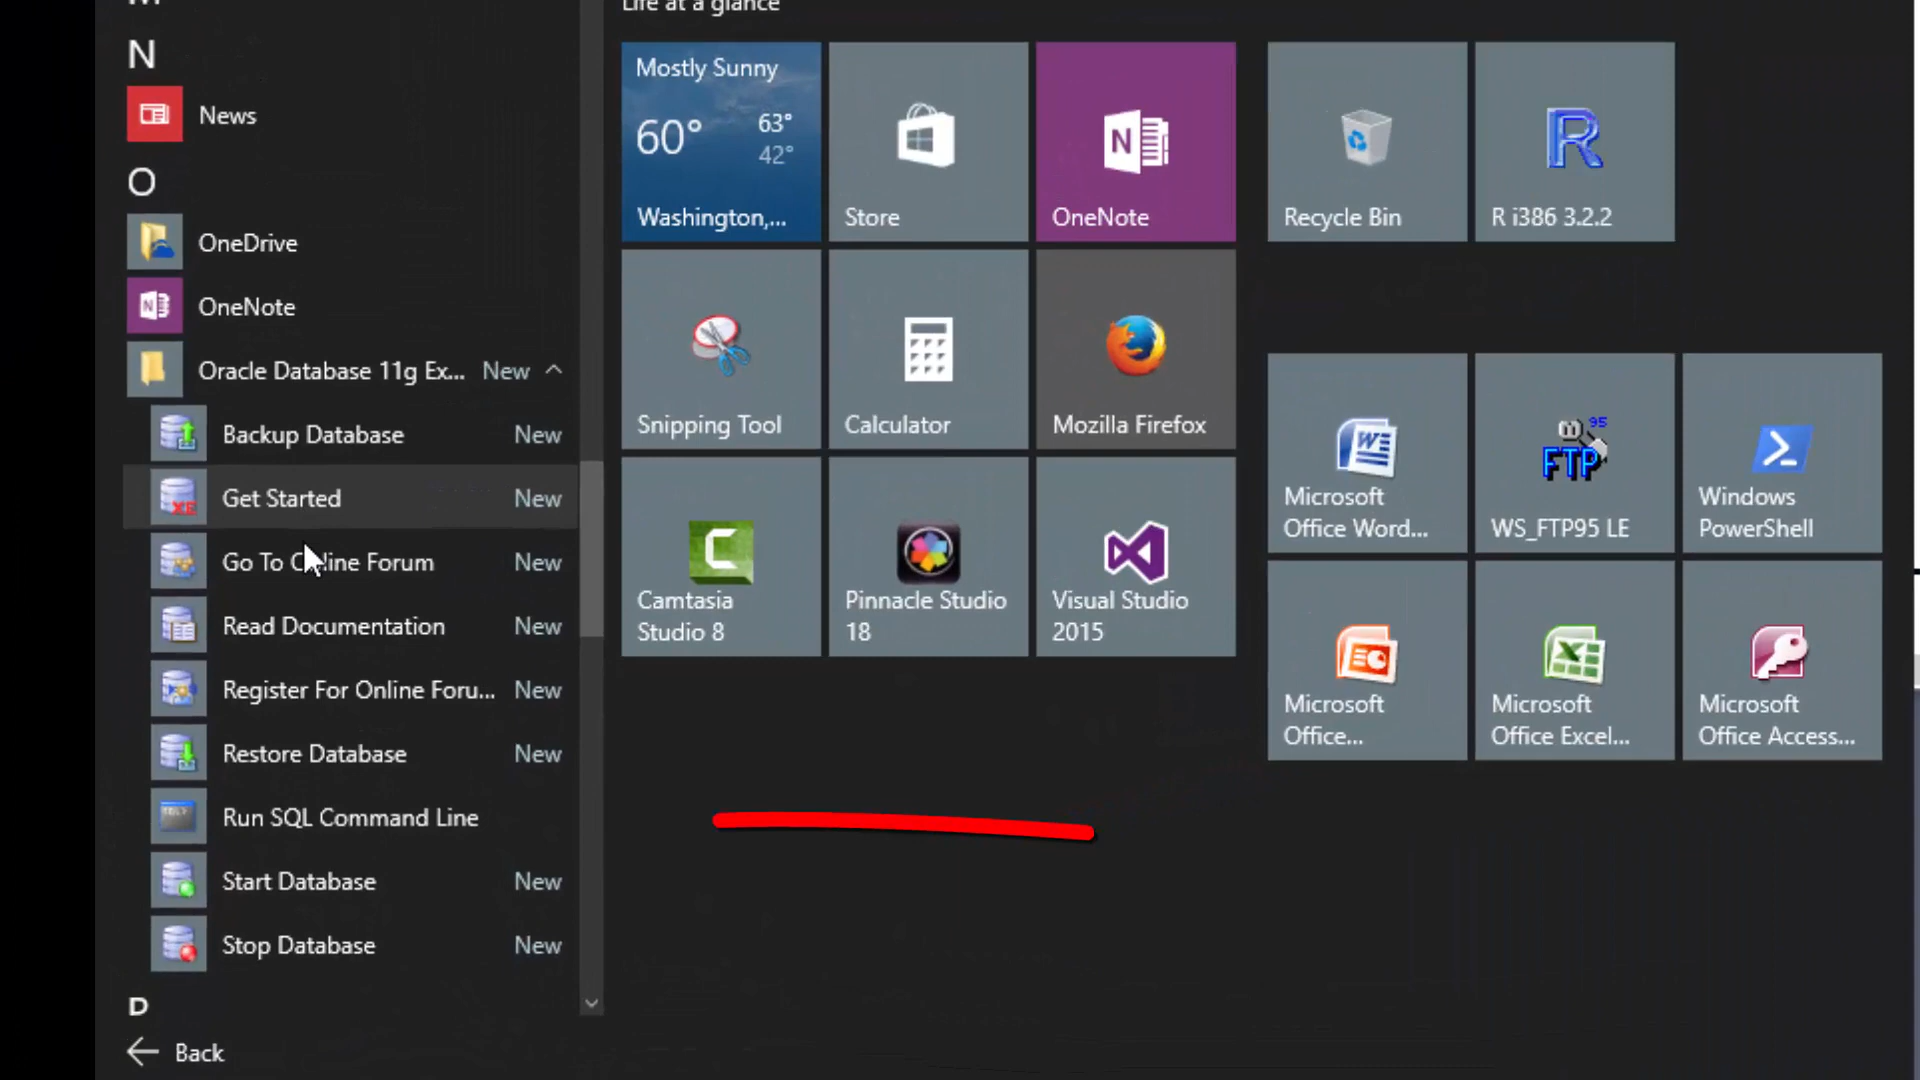 N
News
O
OneDrive
OneNote
Oracle Database 11g Ex... New
Backup Database New
Get Started New
Go To Online Forum New
Read Documentation New
Register For Online Foru... New
Restore Database New
Run SQL Command Line
Start Database New
Stop Database New
Back
Life at a glance
Mostly Sunny
60° 63°
42°
Washington,...
Store
N
OneNote
Recycle Bin
R
R i386 3.2.2
Snipping Tool
Calculator
Mozilla Firefox
C
Camtasia
Studio 8
Pinnacle Studio
18
Visual Studio
2015
W
Microsoft
Office Word...
95
FTP
WS_FTP95 LE
Windows
PowerShell
Microsoft
Office...
X
Microsoft
Office Excel...
Microsoft
Office Access...